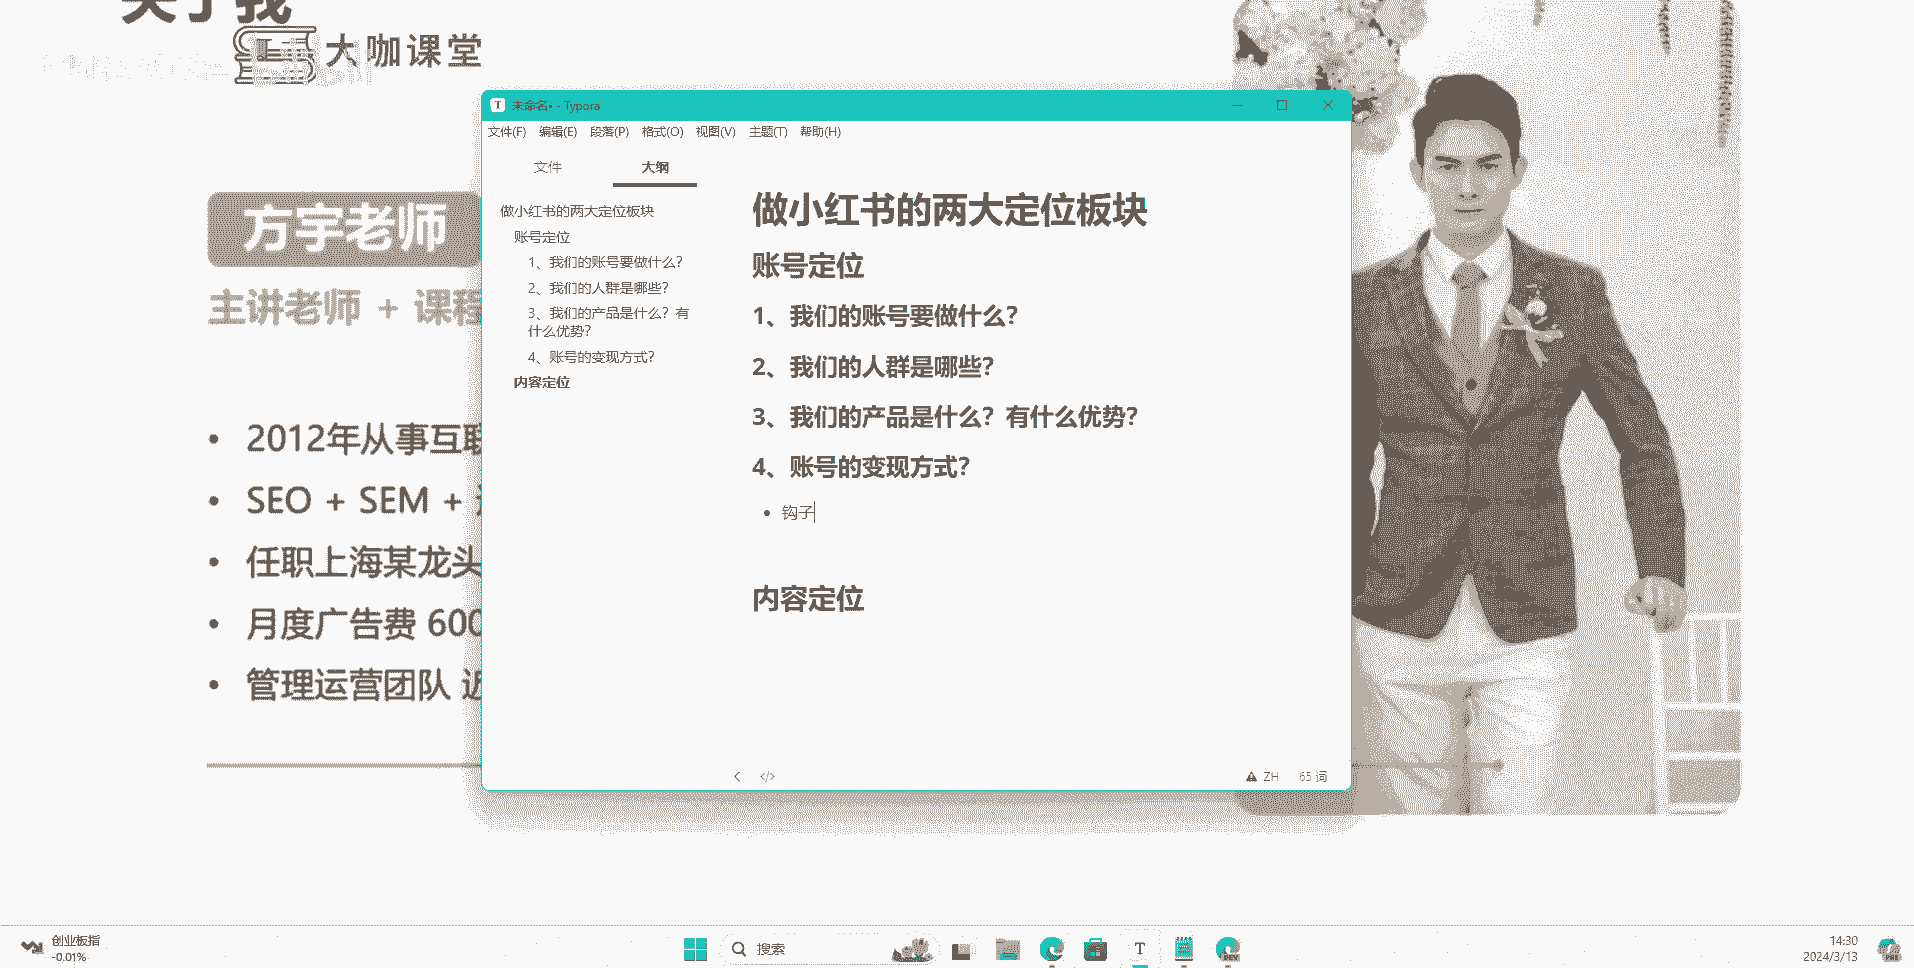 关于我
大咖课堂
方宇老师
主讲老师 + 课程
• 2012年从事互联
• SEO + SEM +
• 任职上海某龙头
• 月度广告费 600
• 管理运营团队 近
未命名• - Typora
文件(F) 编辑(E) 段落(P) 格式(O) 视图(V) 主题(T) 帮助(H)
文件 大纲
做小红书的两大定位板块
账号定位
1、我们的账号要做什么？
2、我们的人群是哪些？
3、我们的产品是什么？有
什么优势？
4、账号的变现方式？
内容定位
做小红书的两大定位板块
账号定位
1、我们的账号要做什么？
2、我们的人群是哪些？
3、我们的产品是什么？有什么优势？
4、账号的变现方式？
• 钩子
内容定位
ZH 65 词
创业板指
-0.01%
搜索
T
DEV
14:30
2024/3/13
PRE